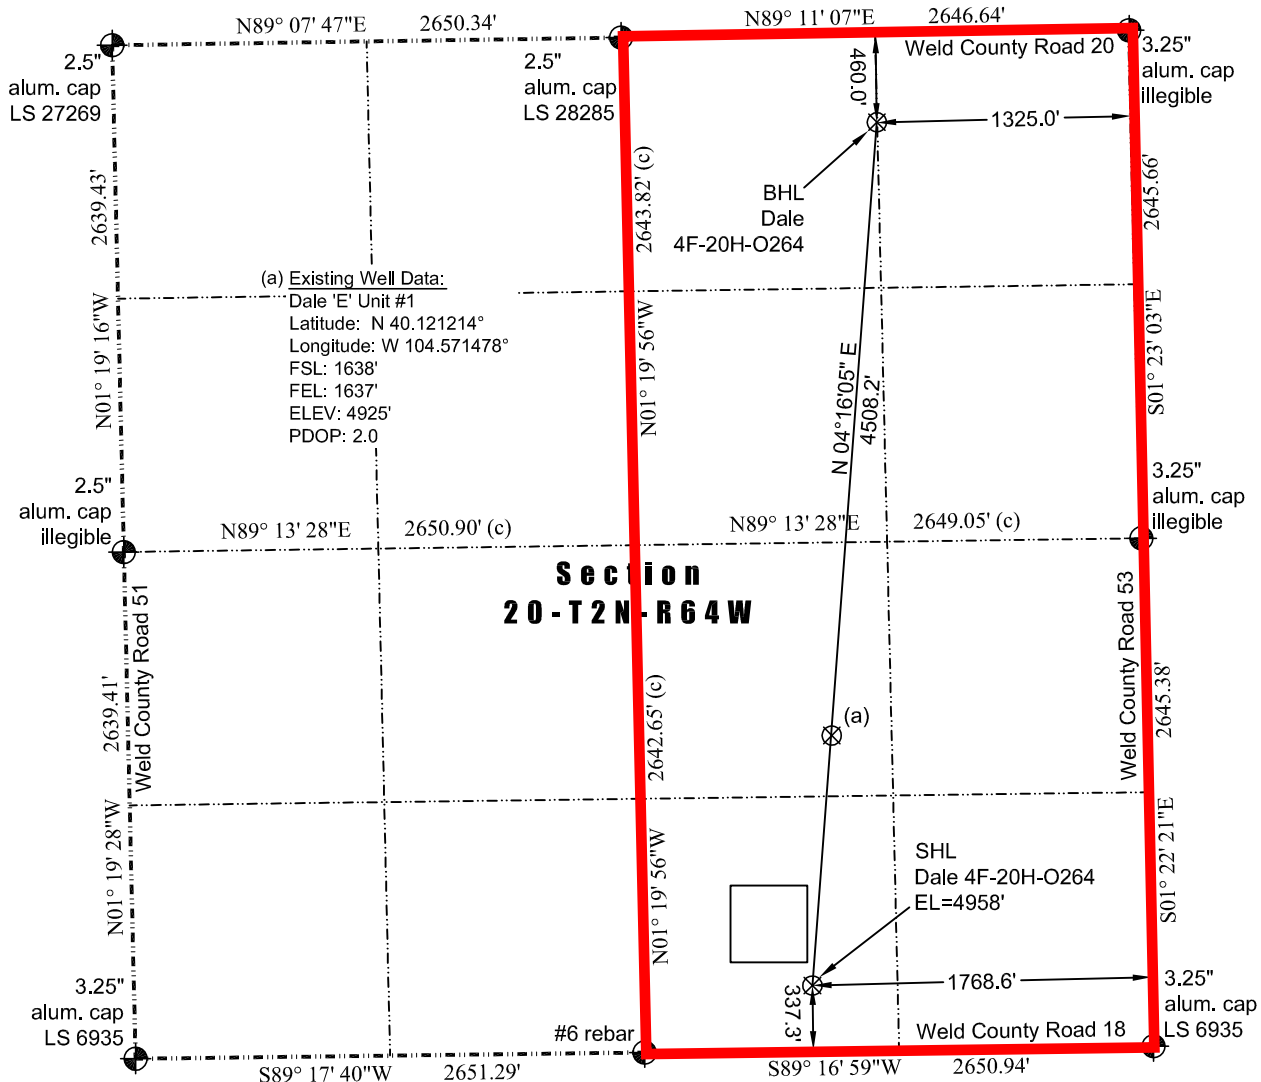 N89° 07' 47"E 2650.34'
N89° 11' 07"E 2646.64'
Weld County Road 20
2.5"
alum. cap
LS 27269
2.5"
alum. cap
LS 28285
3.25"
alum. cap
illegible
460.0'
1325.0'
BHL
Dale
4F-20H-O264
2639.43'
N01° 19' 16"W
2643.82' (c)
N01° 19' 56"W
2645.66'
S01° 23' 03"E
(a) Existing Well Data:
Dale 'E' Unit #1
Latitude: N 40.121214°
Longitude: W 104.571478°
FSL: 1638'
FEL: 1637'
ELEV: 4925'
PDOP: 2.0
N 04°16'05" E
4508.2'
2.5"
alum. cap
illegible
3.25"
alum. cap
illegible
N89° 13' 28"E 2650.90' (c)
N89° 13' 28"E 2649.05' (c)
Section
20-T2N-R64W
Weld County Road 51
2639.41'
N01° 19' 28"W
2642.65' (c)
N01° 19' 56"W
(a)
Weld County Road 53
2645.38'
S01° 22' 21"E
SHL
Dale 4F-20H-O264
EL=4958'
1768.6'
337.3'
3.25"
alum. cap
LS 6935
#6 rebar
Weld County Road 18
3.25"
alum. cap
LS 6935
S89° 17' 40"W 2651.29'
S89° 16' 59"W 2650.94'